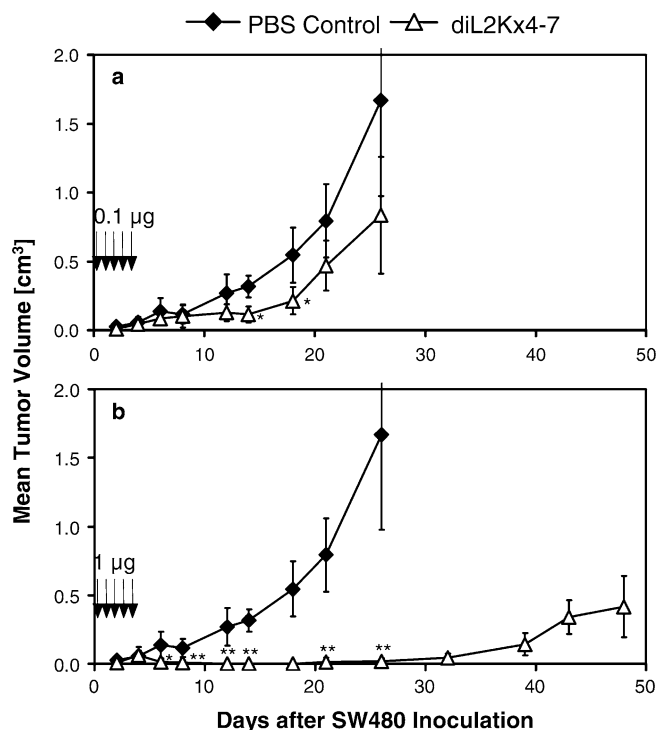 PBS Control diL2Kx4-7
a
2.0
1.5
1.0
0.5
0.0
0.1 µg
*
*
0 10 20 30 40 50
b
2.0
1.5
1.0
0.5
0.0
1 µg
* ** ** ** ** **
0 10 20 30 40 50
Mean Tumor Volume [cm³]
Days after SW480 Inoculation